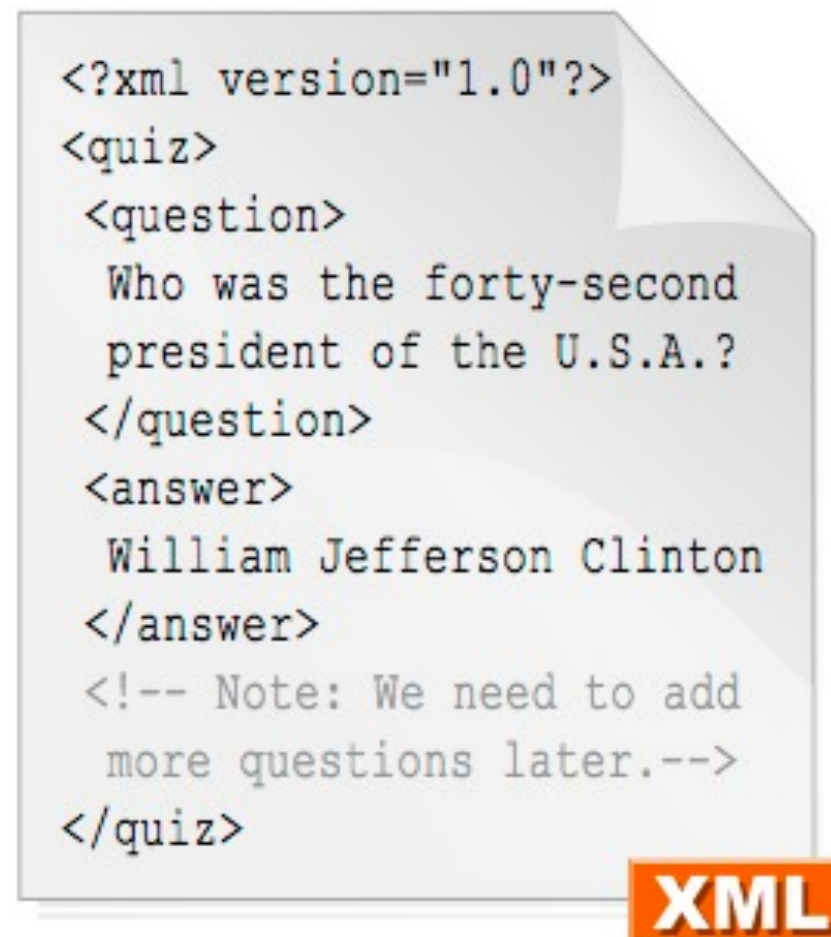 <?xml version="1.0"?>
<quiz>
<question>
Who was the forty-second
president of the U.S.A.?
</question>
<answer>
William Jefferson Clinton
</answer>
<!-- Note: We need to add
more questions later.-->
</quiz>
XML